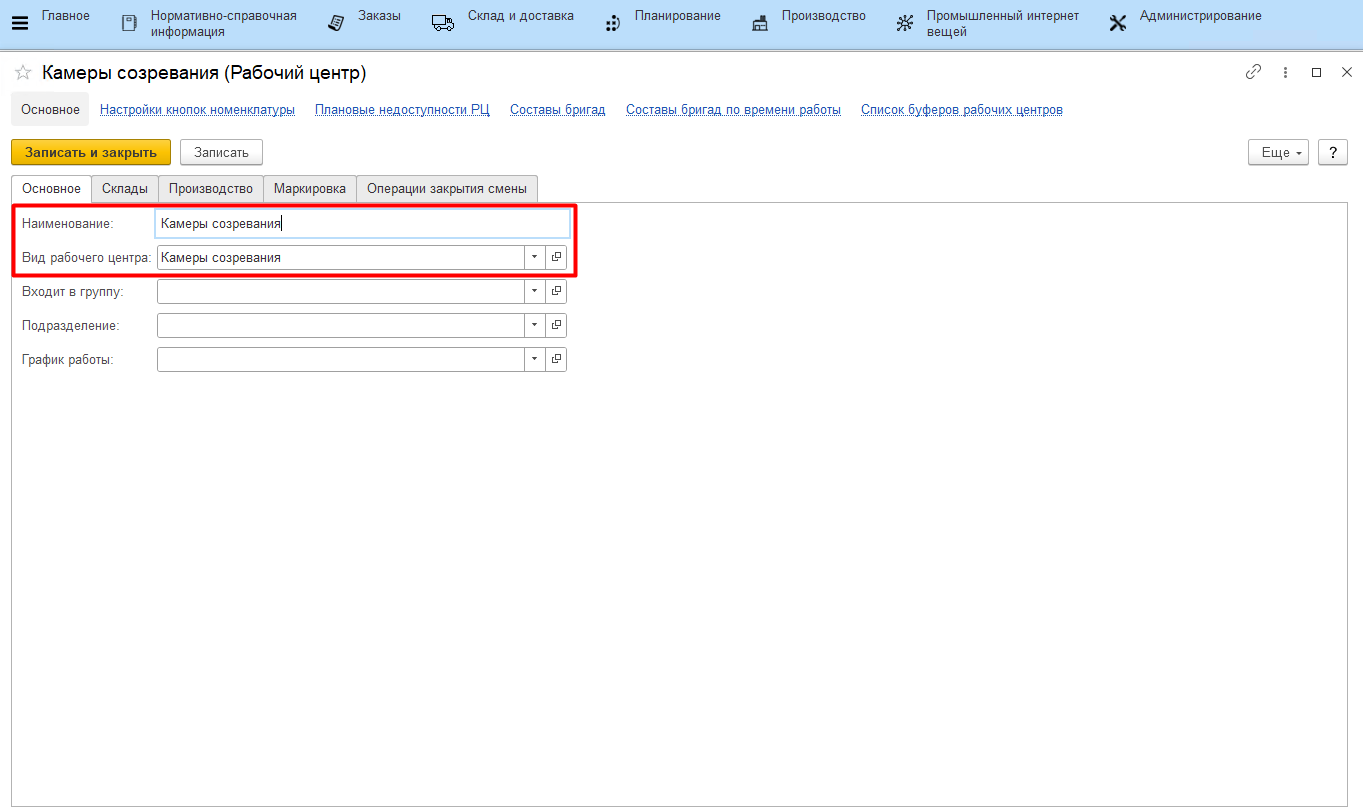 Главное
Нормативно-справочная
информация
Заказы
Склад и доставка
Планирование
Производство
Промышленный интернет
вещей
Администрирование
Камеры созревания (Рабочий центр)
Основное Настройки кнопок номенклатуры Плановые недоступности РЦ Составы бригад Составы бригад по времени работы Список буферов рабочих центров
Записать и закрыть Записать Еще ?
Основное Склады Производство Маркировка Операции закрытия смены
Наименование: Камеры созревания
Вид рабочего центра: Камеры созревания
Входит в группу:
Подразделение:
График работы: